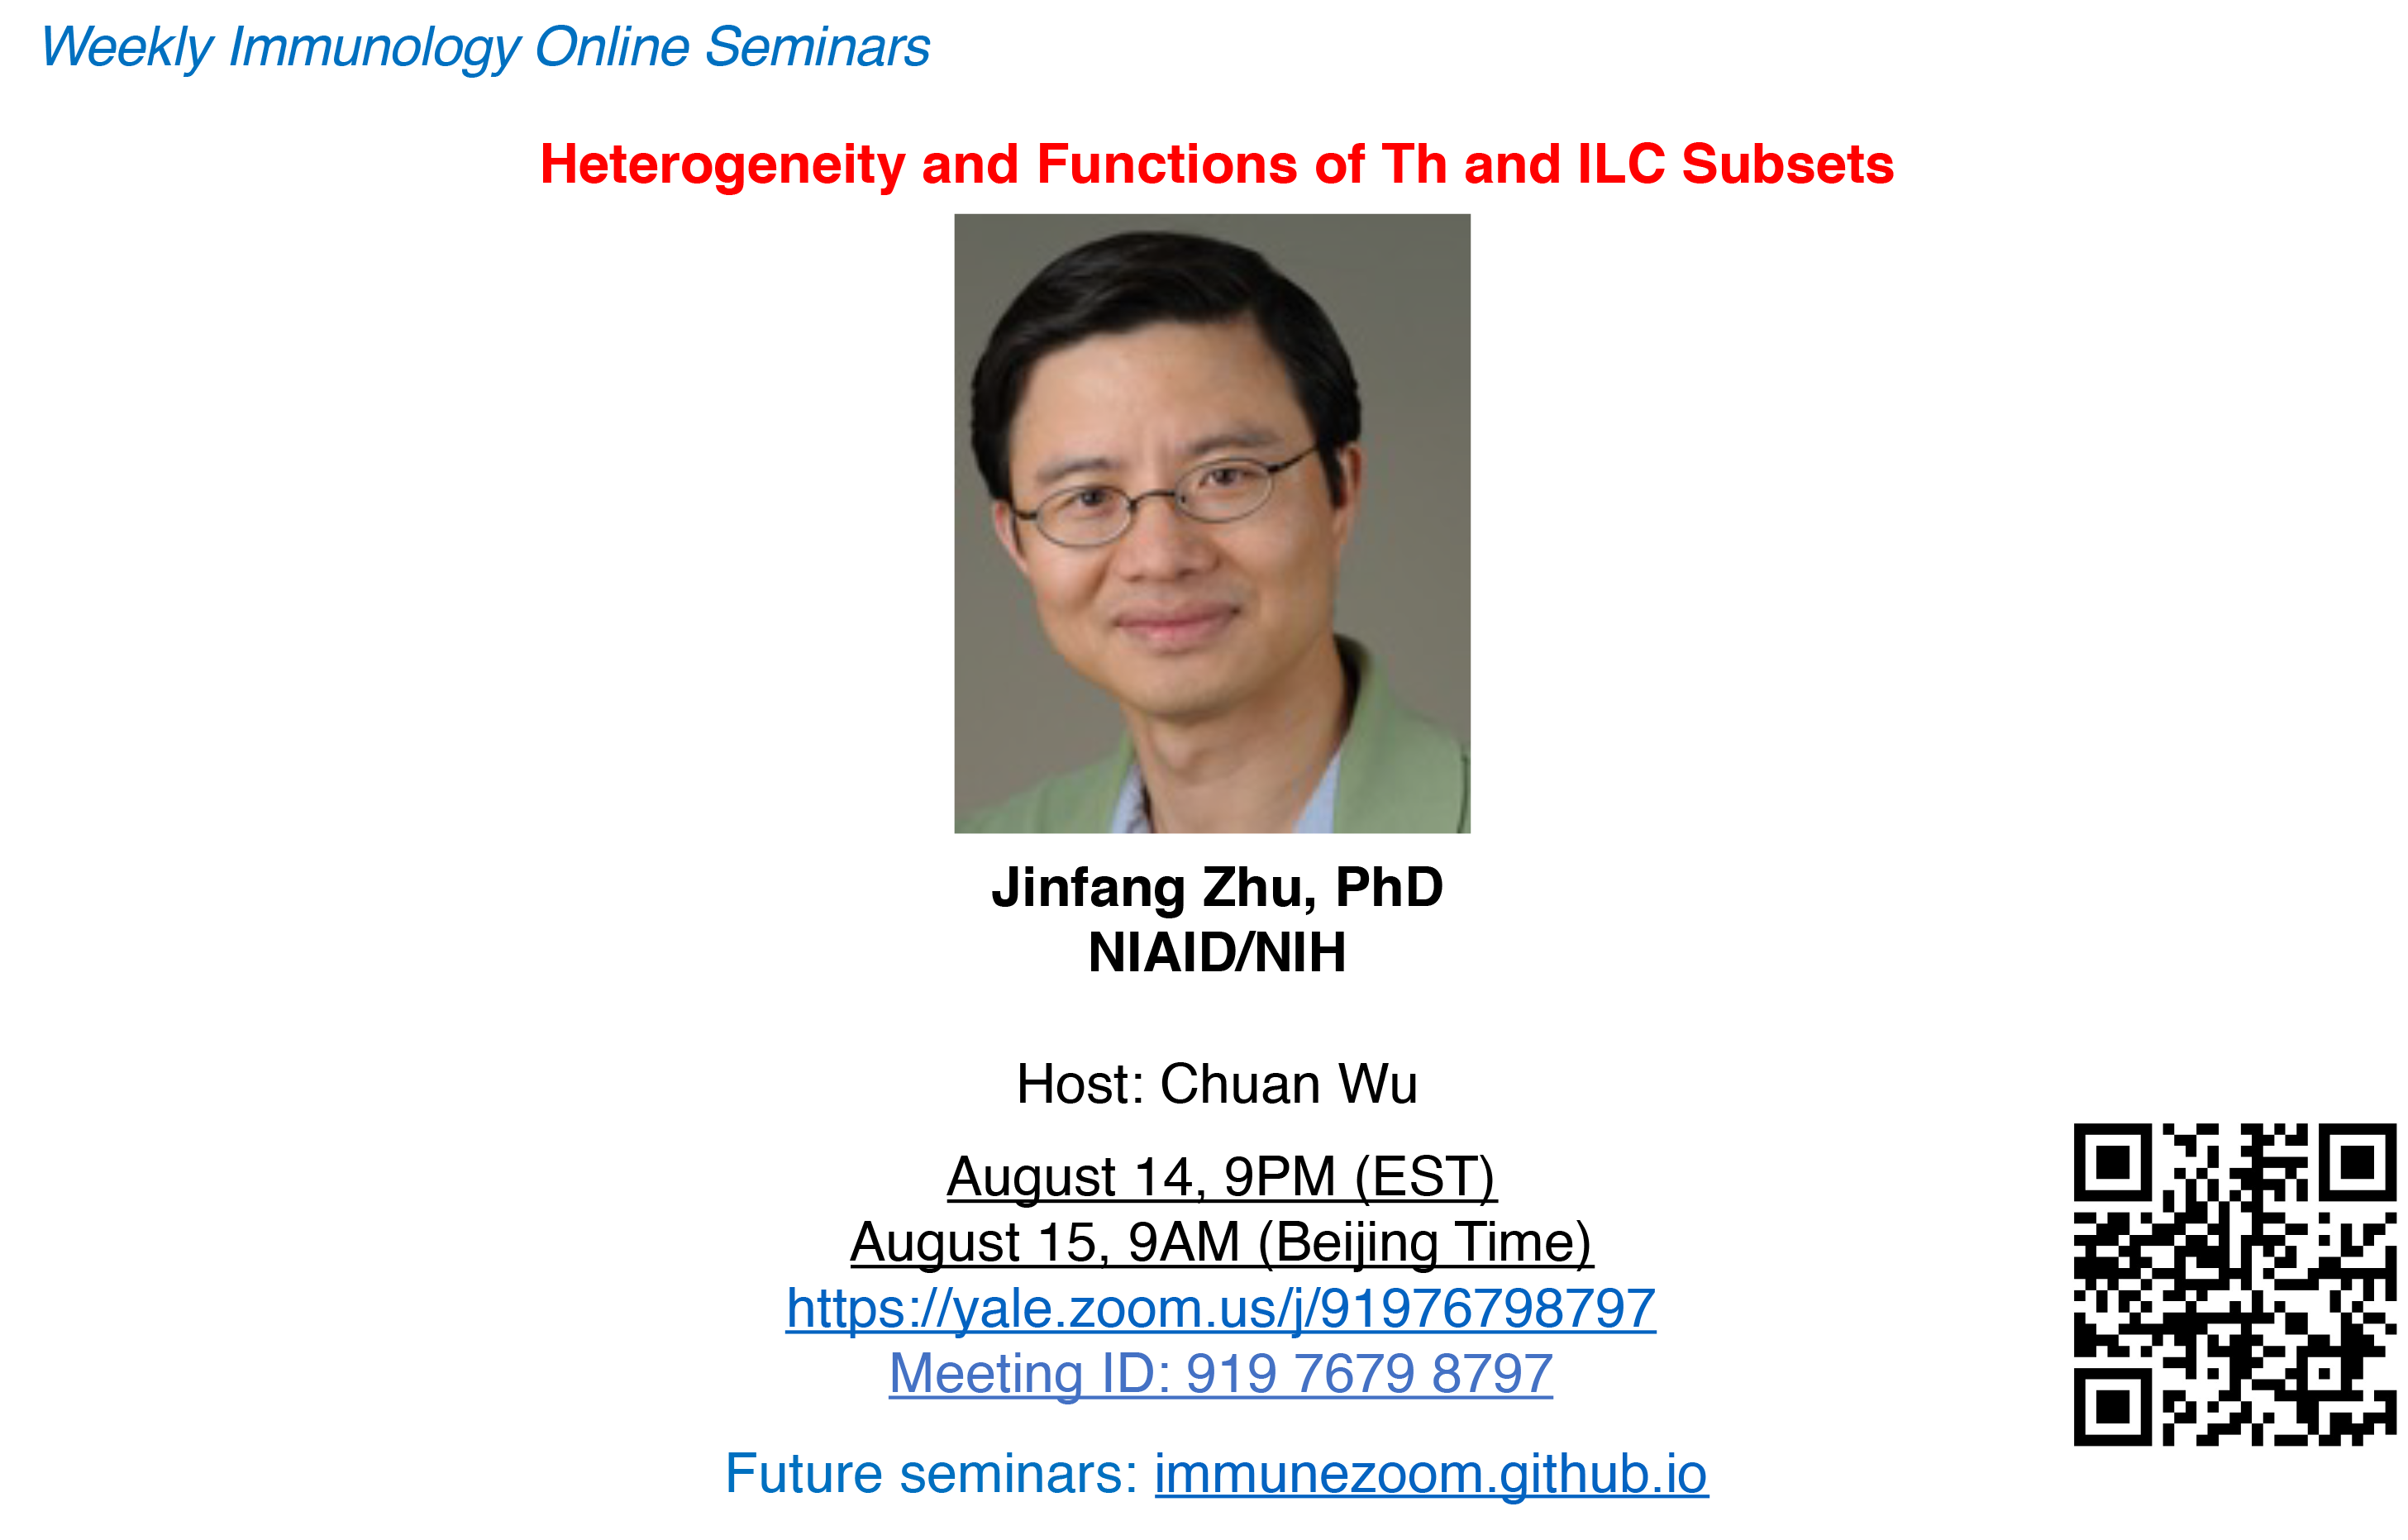 Weekly Immunology Online Seminars
Heterogeneity and Functions of Th and ILC Subsets
Jinfang Zhu, PhD
NIAID/NIH
Host: Chuan Wu
August 14, 9PM (EST)
August 15, 9AM (Beijing Time)
https://yale.zoom.us/j/91976798797
Meeting ID: 919 7679 8797
Future seminars: immunezoom.github.io